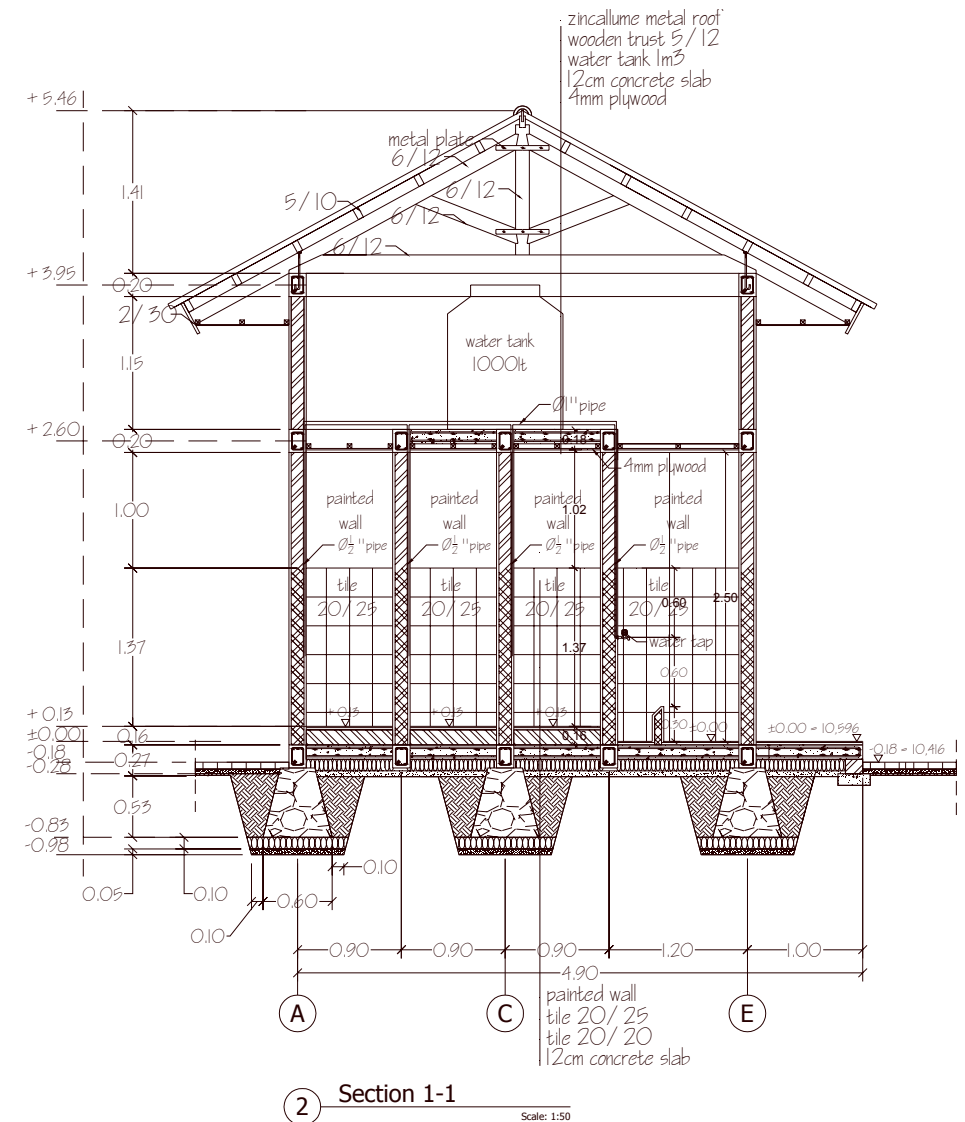 zincallume metal roof
wooden trust 5/12
water tank 1m3
12cm concrete slab
4mm plywood
+5.46
metal plate
6/12
1.41
5/10
6/12
6/12
6/12
+3.95
0.20
2/30
water tank
1000lt
1.15
Ø1"pipe
+2.60
0.20
0.18
4mm plywood
painted
wall
painted
wall
painted
wall
painted
wall
1.00
1.02
Ø½"pipe
Ø½"pipe
Ø½"pipe
Ø½"pipe
tile
20/25
tile
20/25
tile
20/25
tile
20/25
0.60
2.50
water tap
1.37
1.37
0.60
+0.13
+0.13
+0.13
+0.13
0.30
±0.00
±0.00 = 10,596
±0.00
0.16
0.16
-0.18
0.27
-0.18 = 10,416
-0.28
0.53
-0.83
-0.98
0.10
0.05
0.10
0.60
0.10
0.90
0.90
0.90
1.20
1.00
4.90
A
C
E
painted wall
tile 20/25
tile 20/20
12cm concrete slab
2
Section 1-1
Scale: 1:50